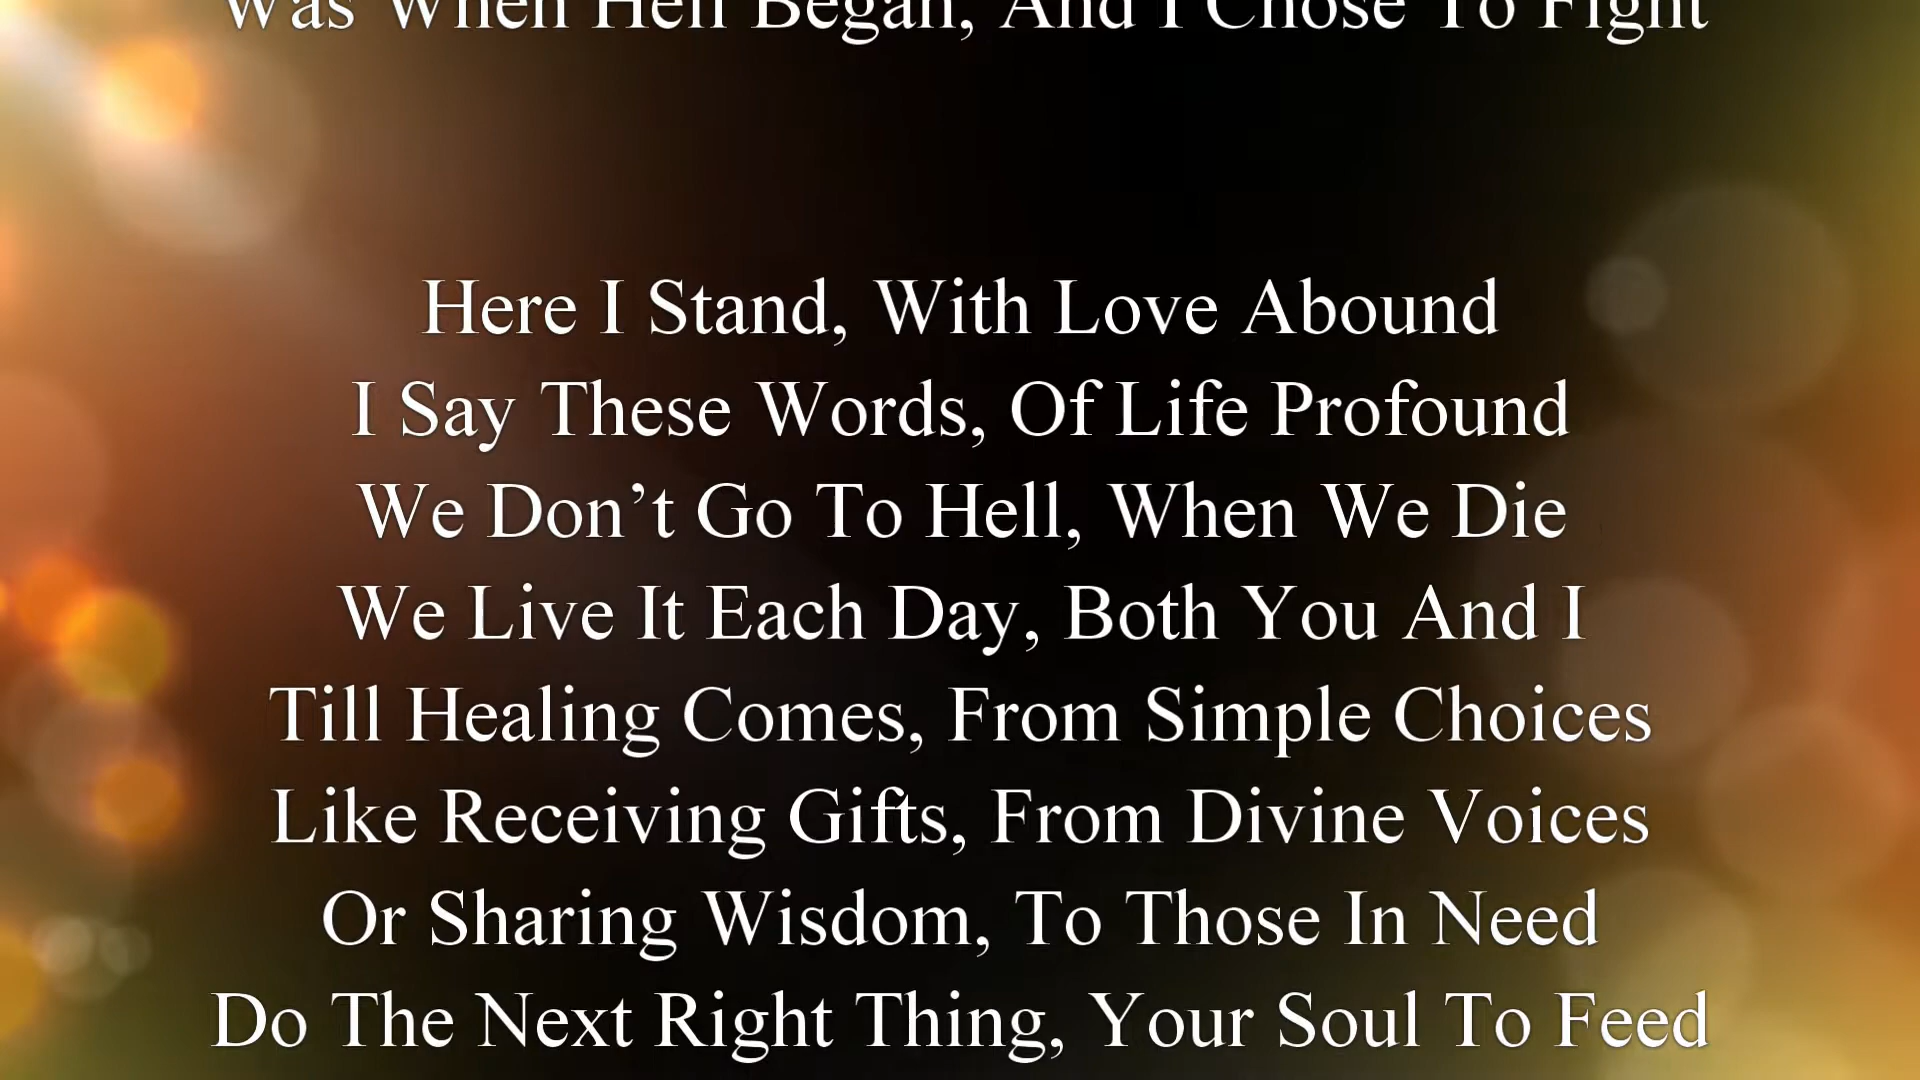 Was When Hell Began, And I Chose To Fight
Here I Stand, With Love Abound
I Say These Words, Of Life Profound
We Don’t Go To Hell, When We Die
We Live It Each Day, Both You And I
Till Healing Comes, From Simple Choices
Like Receiving Gifts, From Divine Voices
Or Sharing Wisdom, To Those In Need
Do The Next Right Thing, Your Soul To Feed